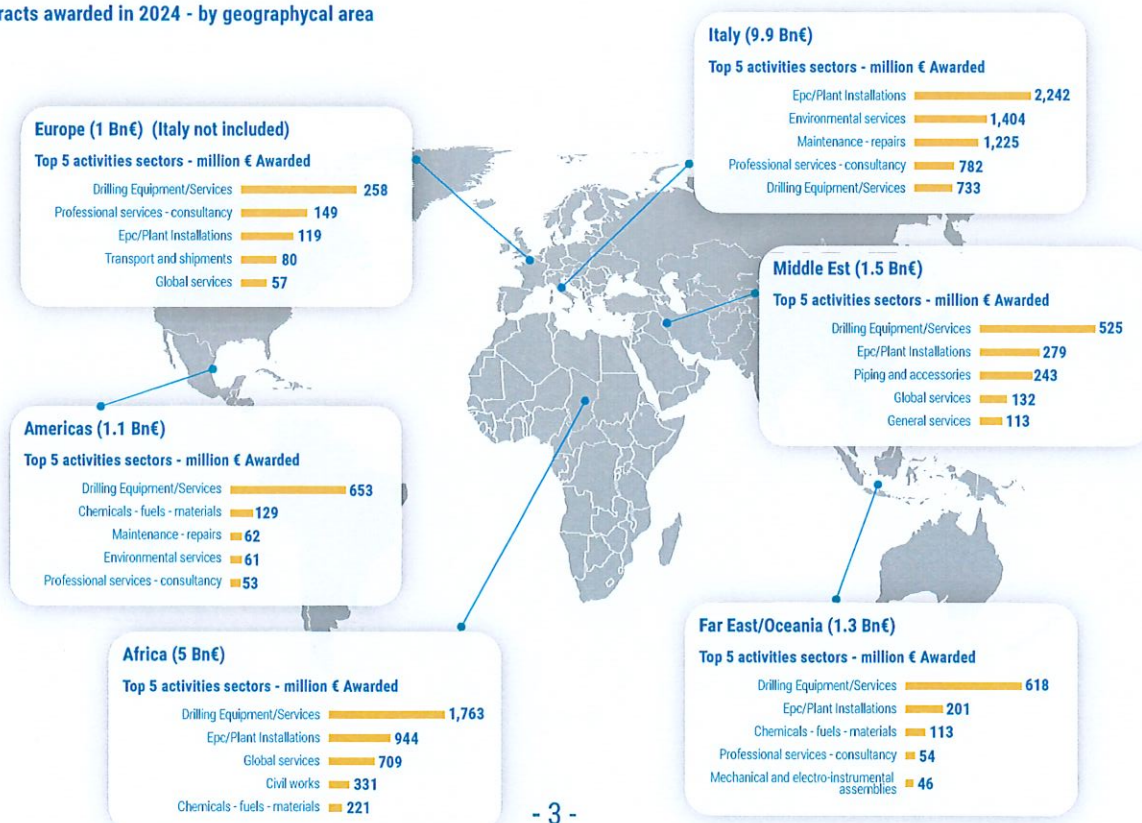 racts awarded in 2024 - by geographycal area
Italy (9.9 Bn€)
Top 5 activities sectors - million € Awarded
Epc/Plant Installations 2,242
Environmental services 1,404
Maintenance - repairs 1,225
Professional services - consultancy 782
Drilling Equipment/Services 733
Europe (1 Bn€) (Italy not included)
Top 5 activities sectors - million € Awarded
Drilling Equipment/Services 258
Professional services - consultancy 149
Epc/Plant Installations 119
Transport and shipments 80
Global services 57
Middle Est (1.5 Bn€)
Top 5 activities sectors - million € Awarded
Drilling Equipment/Services 525
Epc/Plant Installations 279
Piping and accessories 243
Global services 132
General services 113
Americas (1.1 Bn€)
Top 5 activities sectors - million € Awarded
Drilling Equipment/Services 653
Chemicals - fuels - materials 129
Maintenance - repairs 62
Environmental services 61
Professional services - consultancy 53
Africa (5 Bn€)
Top 5 activities sectors - million € Awarded
Drilling Equipment/Services 1,763
Epc/Plant Installations 944
Global services 709
Civil works 331
Chemicals - fuels - materials 221
Far East/Oceania (1.3 Bn€)
Top 5 activities sectors - million € Awarded
Drilling Equipment/Services 618
Epc/Plant Installations 201
Chemicals - fuels - materials 113
Professional services - consultancy 54
Mechanical and electro-instrumental
assemblies 46
- 3 -